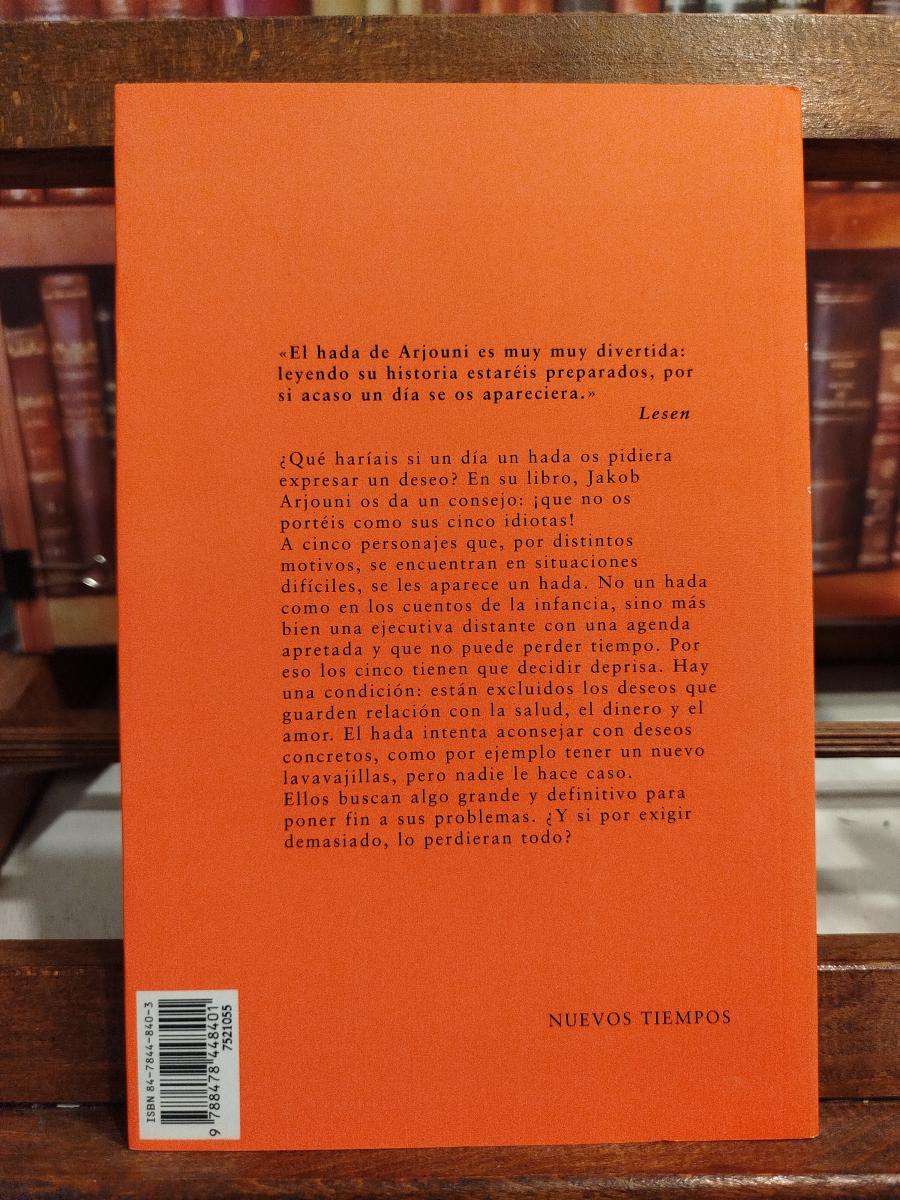 «El hada de Arjouni es muy muy divertida:
leyendo su historia estaréis preparados, por
si acaso un día se os apareciera.»
Lesen
¿Qué haríais si un día un hada os pidiera
expresar un deseo? En su libro, Jakob
Arjouni os da un consejo: ¡que no os
portéis como sus cinco idiotas!
A cinco personajes que, por distintos
motivos, se encuentran en situaciones
difíciles, se les aparece un hada. No un hada
como en los cuentos de la infancia, sino más
bien una ejecutiva distante con una agenda
apretada y que no puede perder tiempo. Por
eso los cinco tienen que decidir deprisa. Hay
una condición: están excluidos los deseos que
guarden relación con la salud, el dinero y el
amor. El hada intenta aconsejar con deseos
concretos, como por ejemplo tener un nuevo
lavavajillas, pero nadie le hace caso.
Ellos buscan algo grande y definitivo para
poner fin a sus problemas. ¿Y si por exigir
demasiado, lo perdieran todo?
NUEVOS TIEMPOS
ISBN 84-7844-840-3
9 788478 448401
7521055